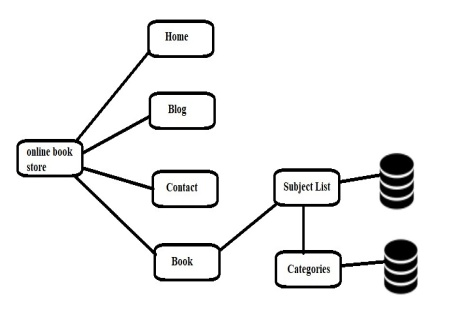 Home
Blog
online book
store
Contact
Subject List
Book
Categories